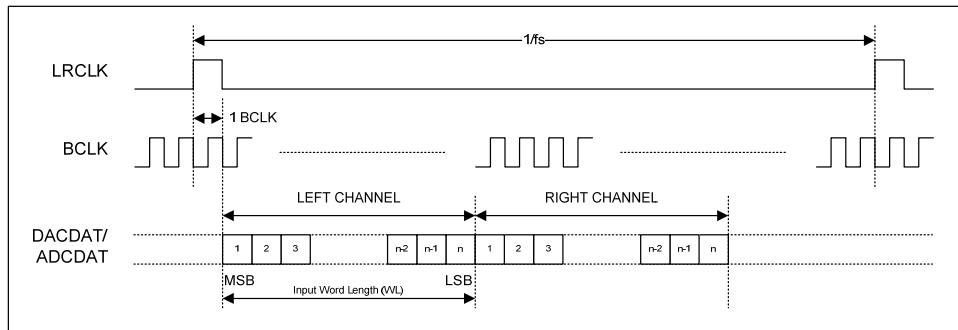 1/fs
LRCLK
1 BCLK
BCLK
LEFT CHANNEL
RIGHT CHANNEL
DACDAT/
ADCDAT
1 2 3 n-2 n-1 n 1 2 3 n-2 n-1 n
MSB
LSB
Input Word Length (WL)